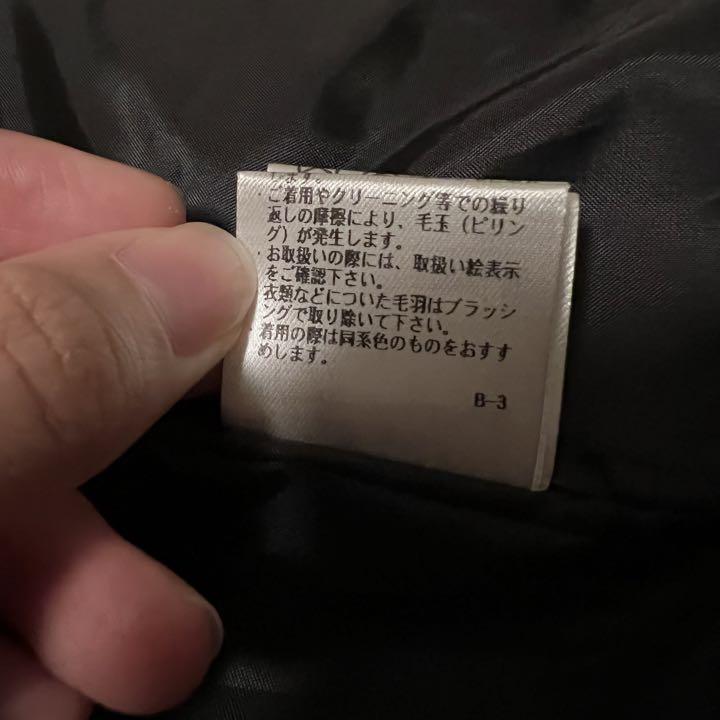 します。
・ご着用やクリーニング等での繰り
返しの摩擦により、毛玉（ピリン
グ）が発生します。
・お取扱いの際には、取扱い絵表示
をご確認下さい。
衣類などについた毛羽はブラッシ
ングで取り除いて下さい。
・着用の際は同系色のものをおすす
めします。
B-3